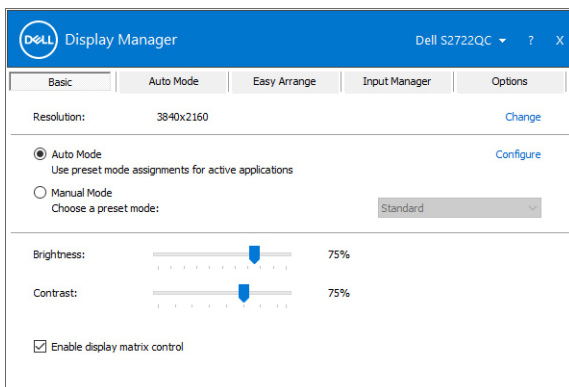 DELL Display Manager Dell S2722QC ? X
Basic Auto Mode Easy Arrange Input Manager Options
Resolution: 3840x2160 Change
Auto Mode Configure
Use preset mode assignments for active applications
Manual Mode
Choose a preset mode: Standard
Brightness: 75%
Contrast: 75%
Enable display matrix control